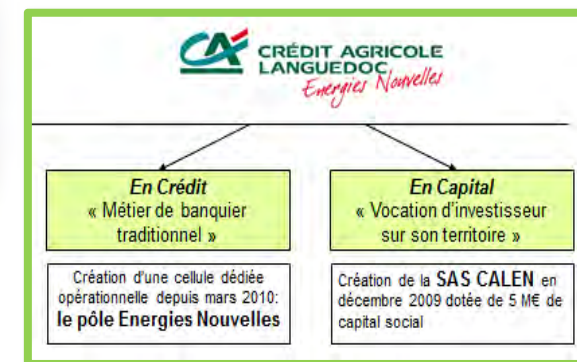 CA
CRÉDIT AGRICOLE
LANGUEDOC
Energies Nouvelles
En Crédit
« Métier de banquier
traditionnel »
En Capital
« Vocation d'investisseur
sur son territoire »
Création d'une cellule dédiée
opérationnelle depuis mars 2010:
le pôle Energies Nouvelles
Création de la SAS CALEN en
décembre 2009 dotée de 5 M€ de
capital social